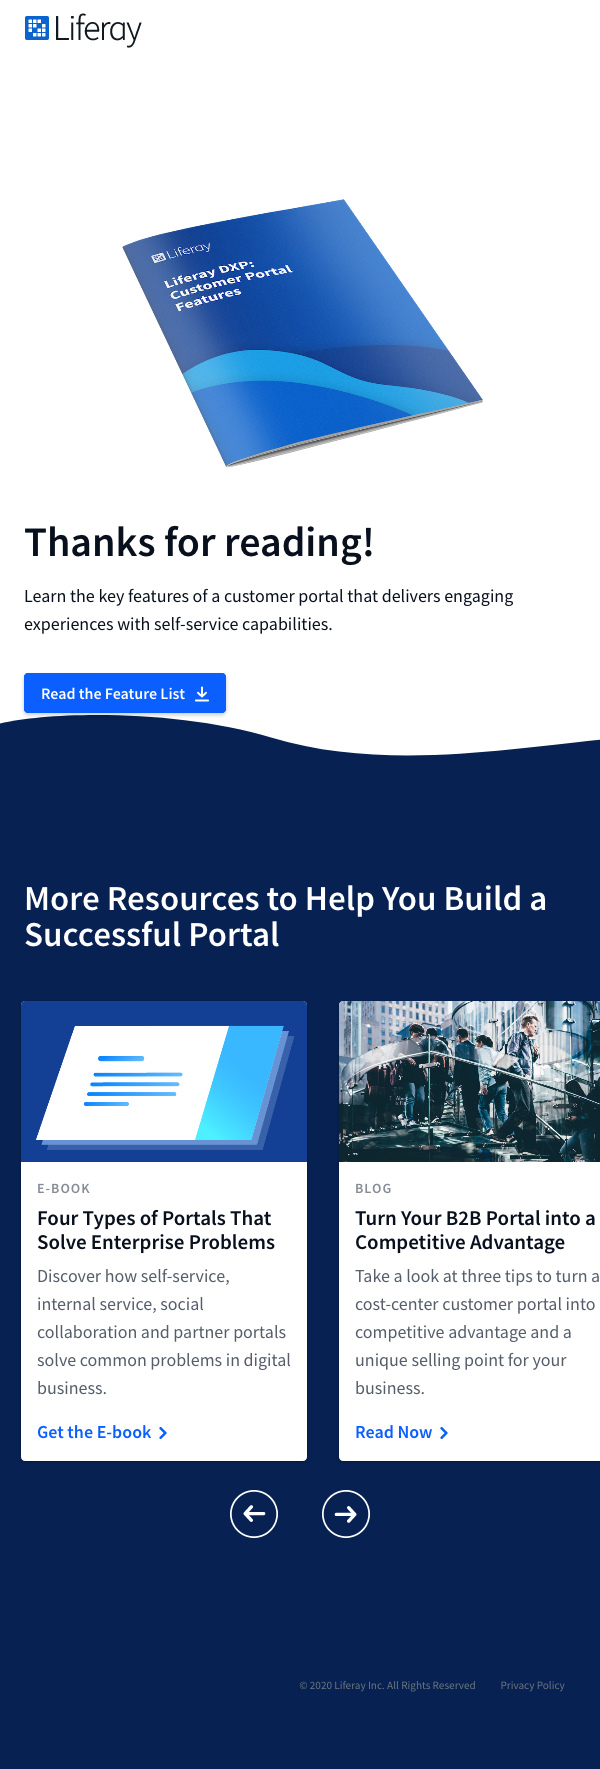 Liferay
Liferay
Liferay DXP:
Customer Portal
Features
Thanks for reading!
Learn the key features of a customer portal that delivers engaging
experiences with self-service capabilities.
Read the Feature List
More Resources to Help You Build a
Successful Portal
E-BOOK
Four Types of Portals That
Solve Enterprise Problems
Discover how self-service,
internal service, social
collaboration and partner portals
solve common problems in digital
business.
Get the E-book
BLOG
Turn Your B2B Portal into a
Competitive Advantage
Take a look at three tips to turn a
cost-center customer portal into
competitive advantage and a
unique selling point for your
business.
Read Now
© 2020 Liferay Inc. All Rights Reserved
Privacy Policy